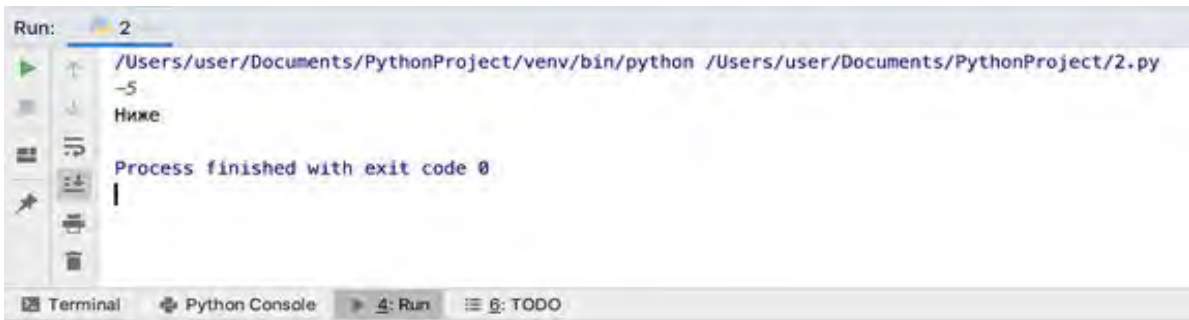 Run: 2
/Users/user/Documents/PythonProject/venv/bin/python /Users/user/Documents/PythonProject/2.py
-5
Ниже
Process finished with exit code 0
Terminal Python Console 4: Run 6: TODO